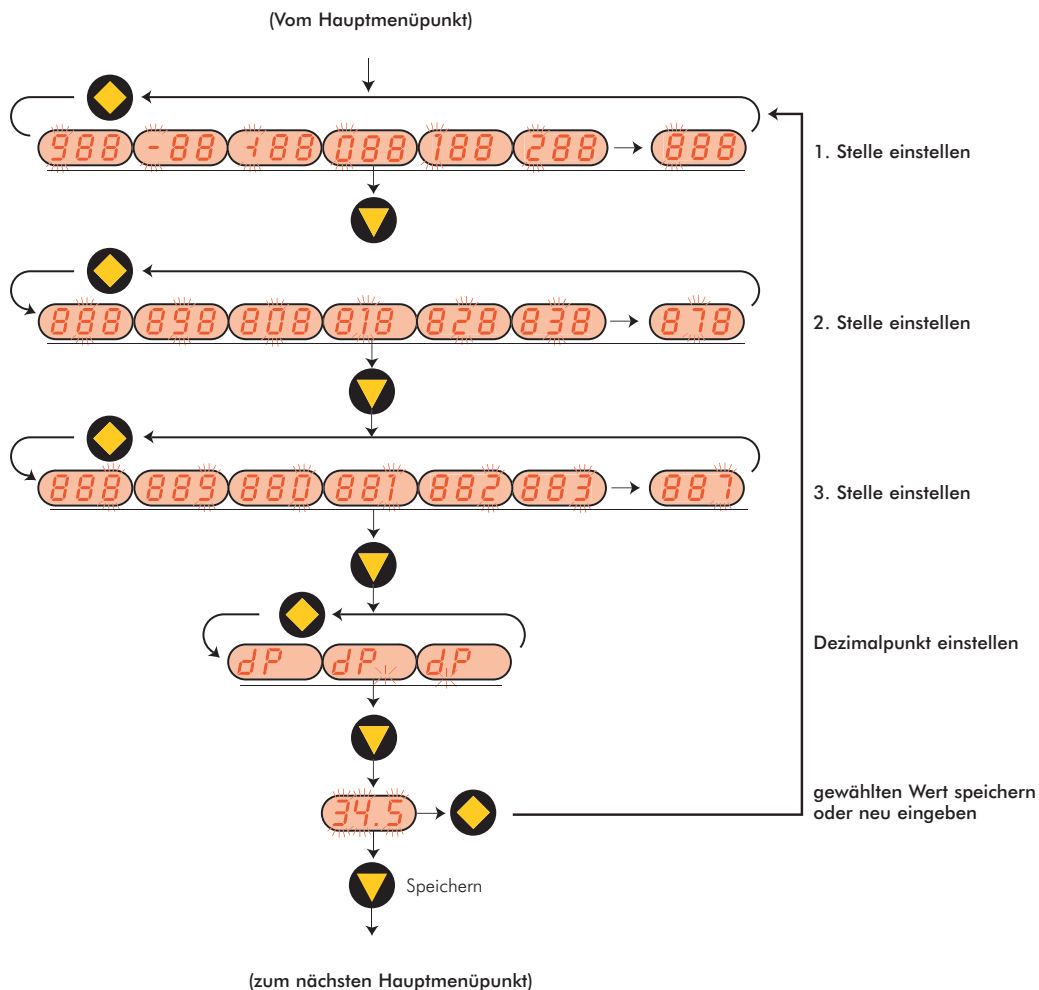 (Vom Hauptmenüpunkt)
988 -88 -188 088 188 288 888
1. Stelle einstellen
888 898 808 818 828 838 878
2. Stelle einstellen
888 889 880 881 882 883 887
3. Stelle einstellen
dP dP. d.P
Dezimalpunkt einstellen
34.5
gewählten Wert speichern
oder neu eingeben
Speichern
(zum nächsten Hauptmenüpunkt)